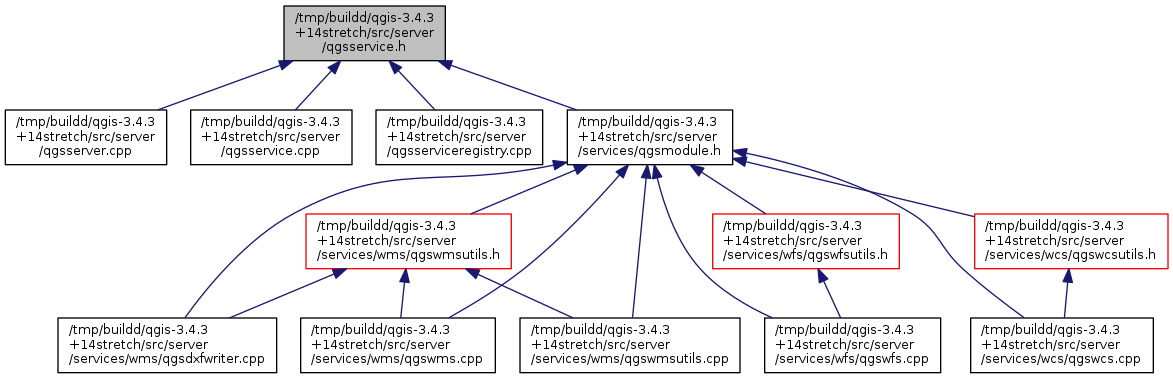 /tmp/buildd/qgis-3.4.3
+14stretch/src/server
/qgsservice.h
/tmp/buildd/qgis-3.4.3
+14stretch/src/server
/qgsserver.cpp
/tmp/buildd/qgis-3.4.3
+14stretch/src/server
/qgsservice.cpp
/tmp/buildd/qgis-3.4.3
+14stretch/src/server
/qgsserviceregistry.cpp
/tmp/buildd/qgis-3.4.3
+14stretch/src/server
/services/qgsmodule.h
/tmp/buildd/qgis-3.4.3
+14stretch/src/server
/services/wms/qgswmsutils.h
/tmp/buildd/qgis-3.4.3
+14stretch/src/server
/services/wfs/qgswfsutils.h
/tmp/buildd/qgis-3.4.3
+14stretch/src/server
/services/wcs/qgswcsutils.h
/tmp/buildd/qgis-3.4.3
+14stretch/src/server
/services/wms/qgsdxfwriter.cpp
/tmp/buildd/qgis-3.4.3
+14stretch/src/server
/services/wms/qgswms.cpp
/tmp/buildd/qgis-3.4.3
+14stretch/src/server
/services/wms/qgswmsutils.cpp
/tmp/buildd/qgis-3.4.3
+14stretch/src/server
/services/wfs/qgswfs.cpp
/tmp/buildd/qgis-3.4.3
+14stretch/src/server
/services/wcs/qgswcs.cpp